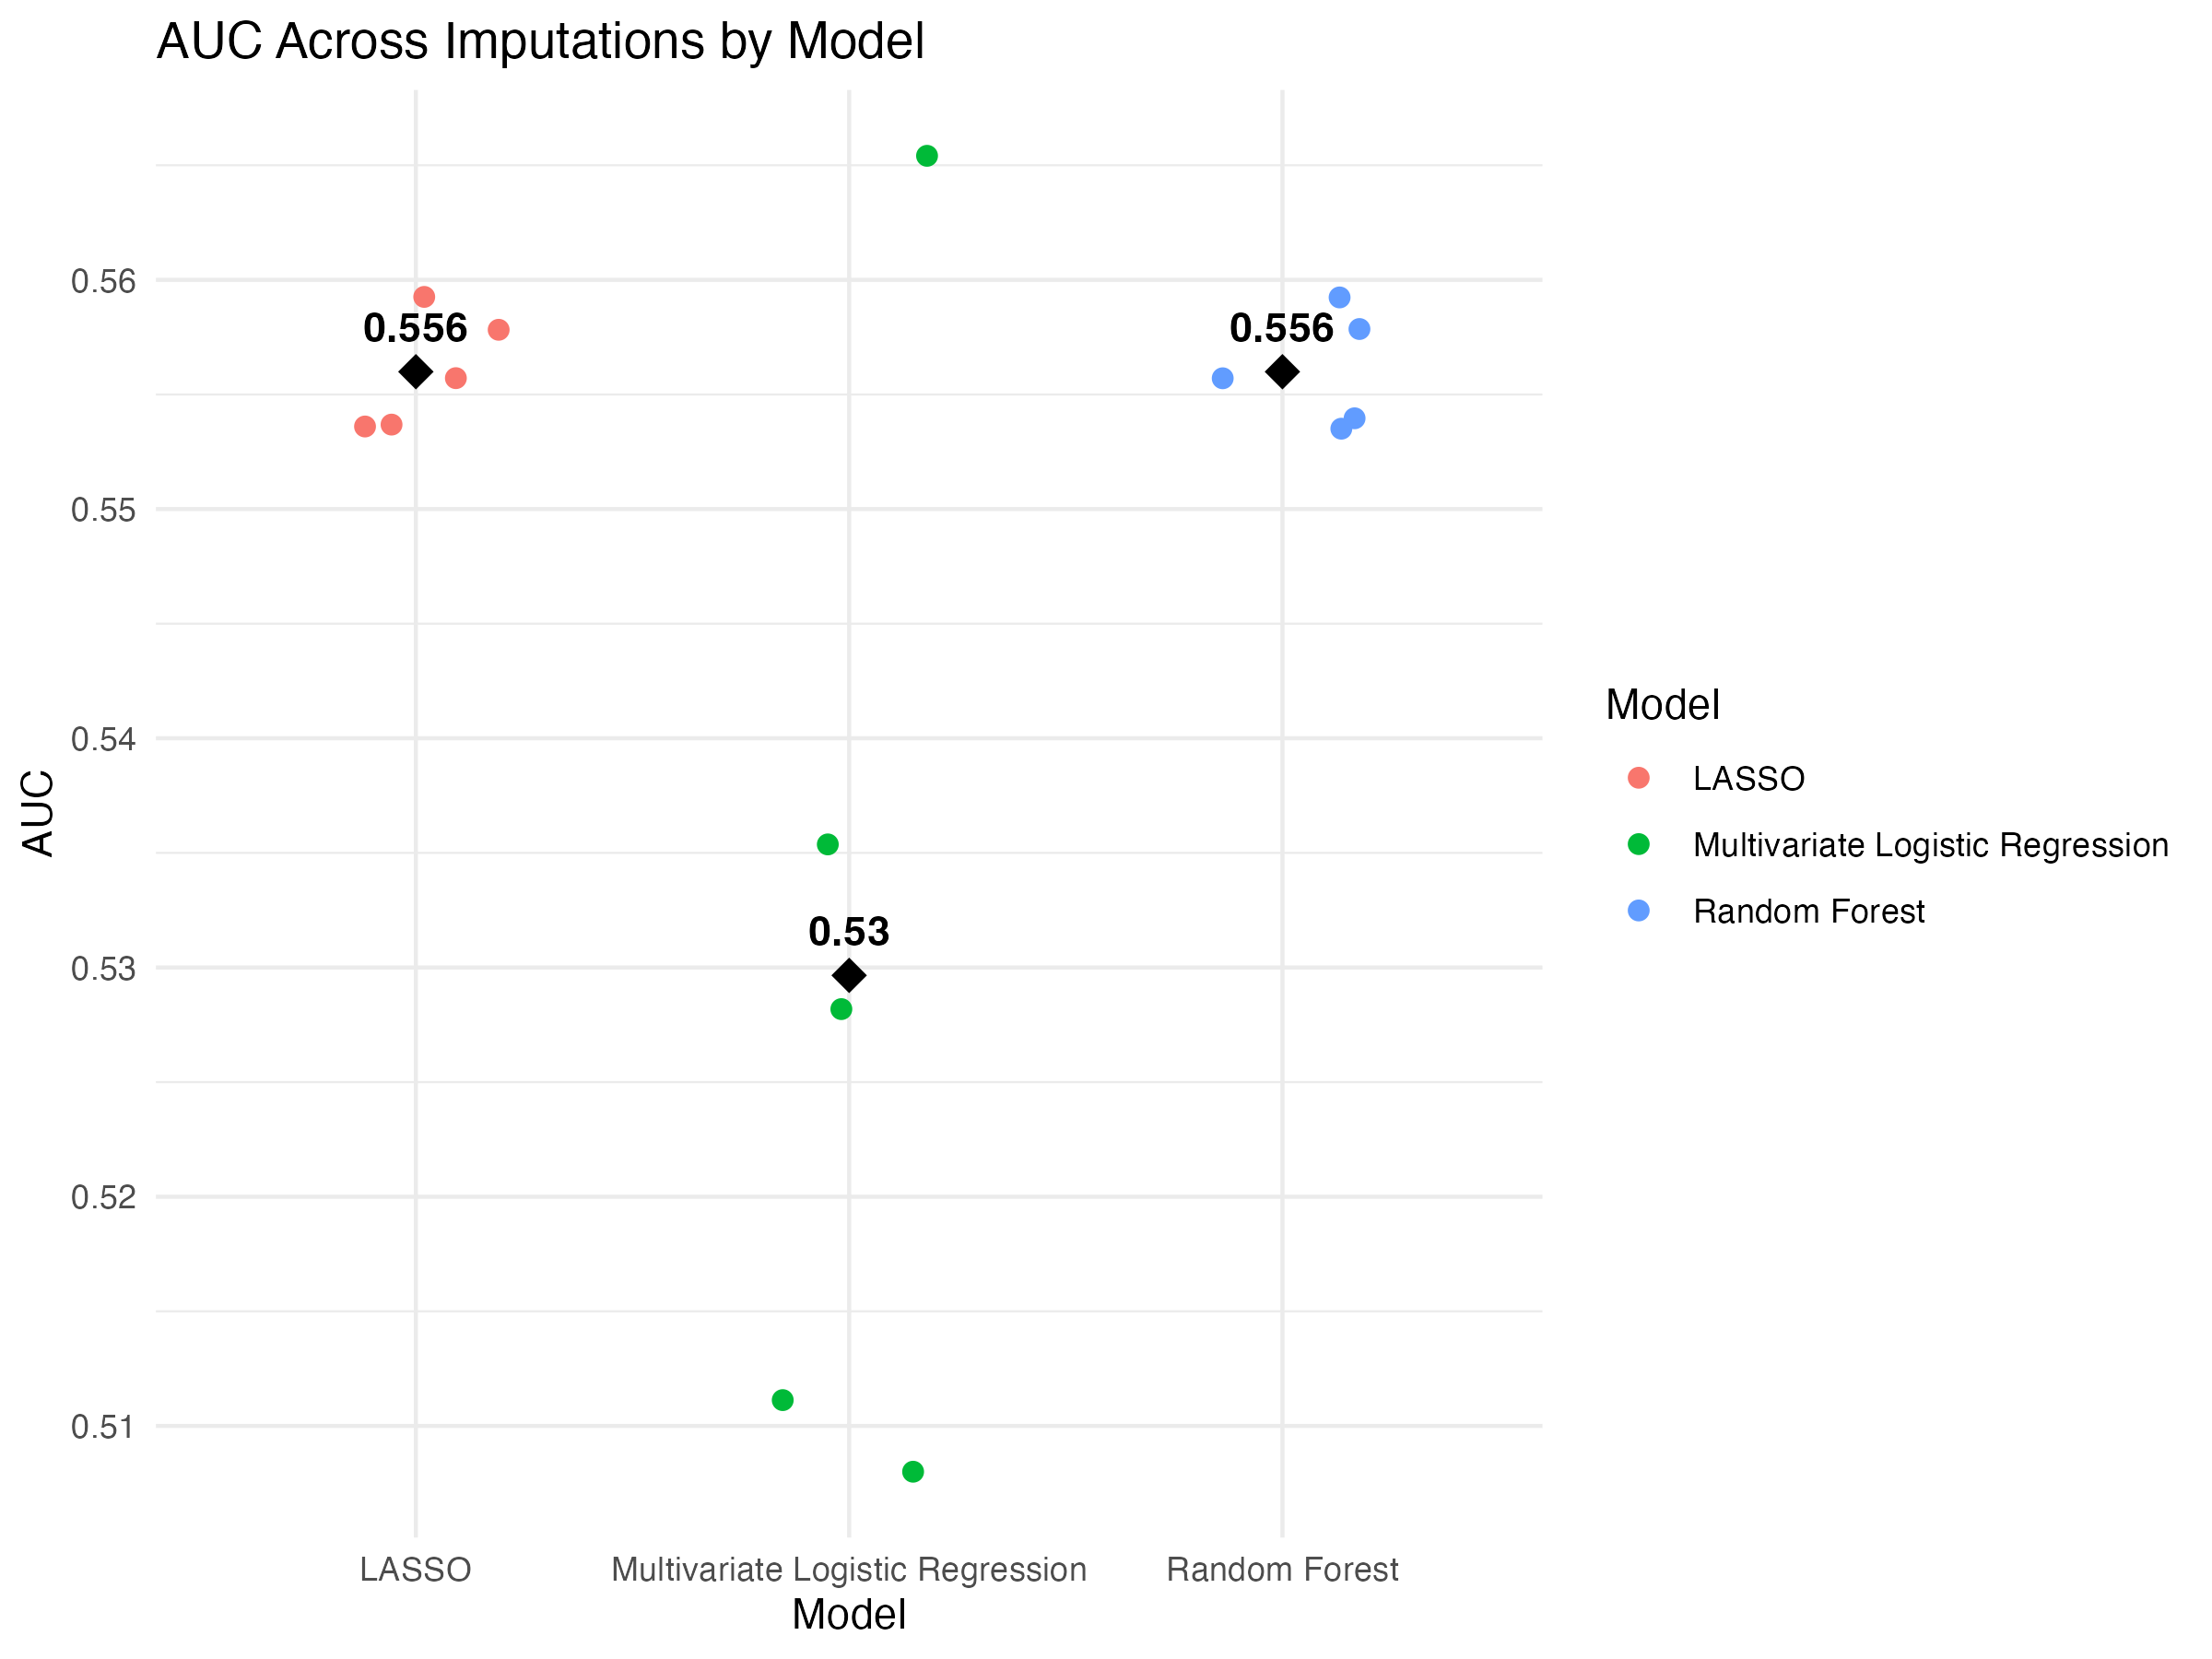 AUC Across Imputations by Model
AUC
0.56
0.55
0.54
0.53
0.52
0.51
0.556
0.53
0.556
LASSO
Multivariate Logistic Regression
Random Forest
Model
Model
LASSO
Multivariate Logistic Regression
Random Forest